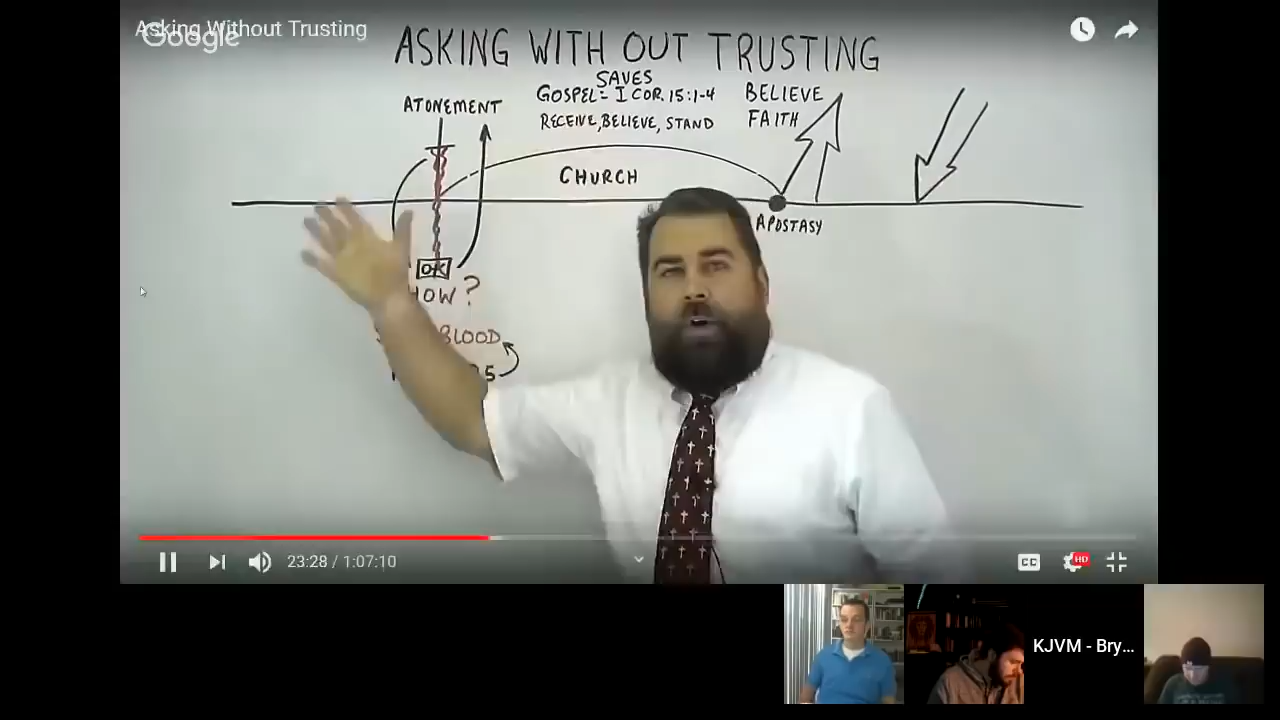 Asking Without Trusting
Google
ASKING WITH OUT TRUSTING
SAVES
GOSPEL = I COR. 15:1-4
RECEIVE, BELIEVE, STAND
ATONEMENT
BELIEVE
FAITH
CHURCH
APOSTASY
OK
HOW?
BLOOD
23:28 / 1:07:10
CC
HD
KJVM - Bry...